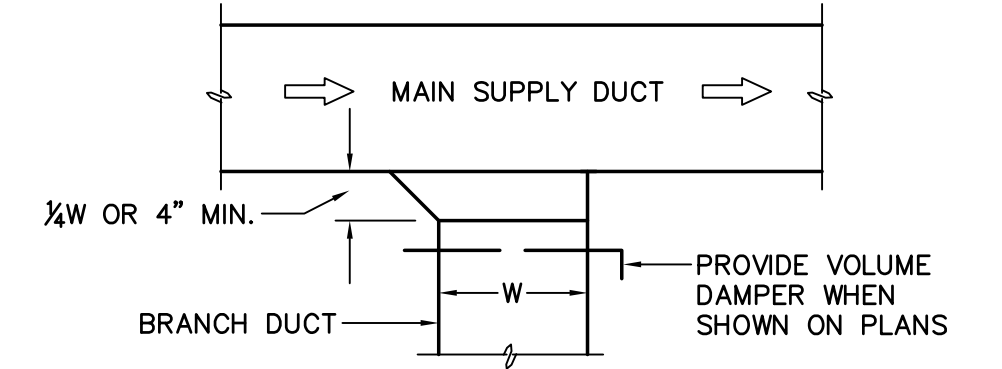 MAIN SUPPLY DUCT
¼W OR 4" MIN.
W
PROVIDE VOLUME
DAMPER WHEN
SHOWN ON PLANS
BRANCH DUCT